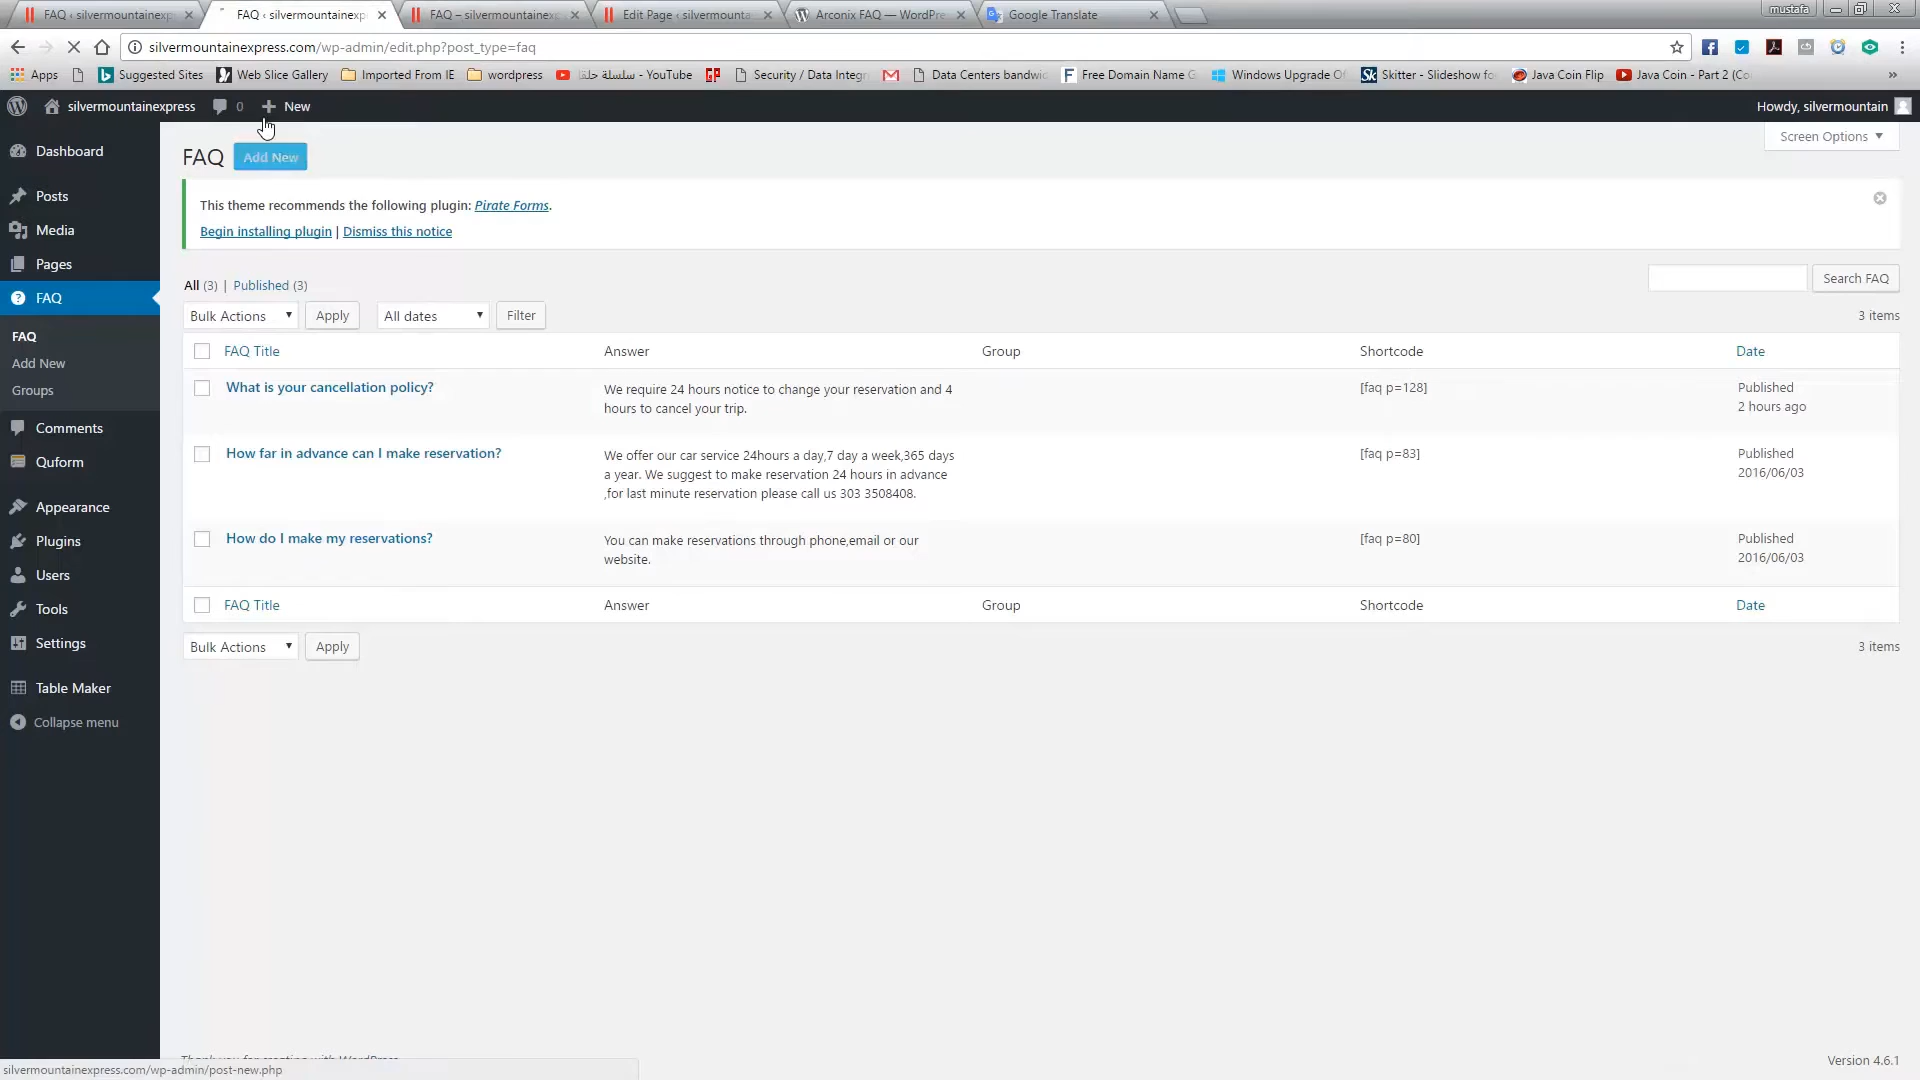 FAQ ‹ silvermountainexp
FAQ ‹ silvermountainexp
FAQ – silvermountainex
Edit Page ‹ silvermounta
Arconix FAQ — WordPre
Google Translate
mustafa
silvermountainexpress.com/wp-admin/edit.php?post_type=faq
Apps
Suggested Sites
Web Slice Gallery
Imported From IE
wordpress
سلسلة حلقا - YouTube
Security / Data Integr
Data Centers bandwi
Free Domain Name G
Windows Upgrade Of
Skitter - Slideshow fo
Java Coin Flip
Java Coin - Part 2 (Co
»
silvermountainexpress
0
New
Howdy, silvermountain
Screen Options
Dashboard
Posts
Media
Pages
FAQ
FAQ
Add New
Groups
Comments
Quform
Appearance
Plugins
Users
Tools
Settings
Table Maker
Collapse menu
FAQ Add New
This theme recommends the following plugin: Pirate Forms.
Begin installing plugin | Dismiss this notice
All (3) | Published (3)
Search FAQ
Bulk Actions
Apply
All dates
Filter
3 items
FAQ Title
Answer
Group
Shortcode
Date
What is your cancellation policy?
We require 24 hours notice to change your reservation and 4
hours to cancel your trip.
[faq p=128]
Published
2 hours ago
How far in advance can I make reservation?
We offer our car service 24hours a day,7 day a week,365 days
a year. We suggest to make reservation 24 hours in advance
,for last minute reservation please call us 303 3508408.
[faq p=83]
Published
2016/06/03
How do I make my reservations?
You can make reservations through phone,email or our
website.
[faq p=80]
Published
2016/06/03
FAQ Title
Answer
Group
Shortcode
Date
Bulk Actions
Apply
3 items
Thank you for creating with WordPress.
Version 4.6.1
silvermountainexpress.com/wp-admin/post-new.php